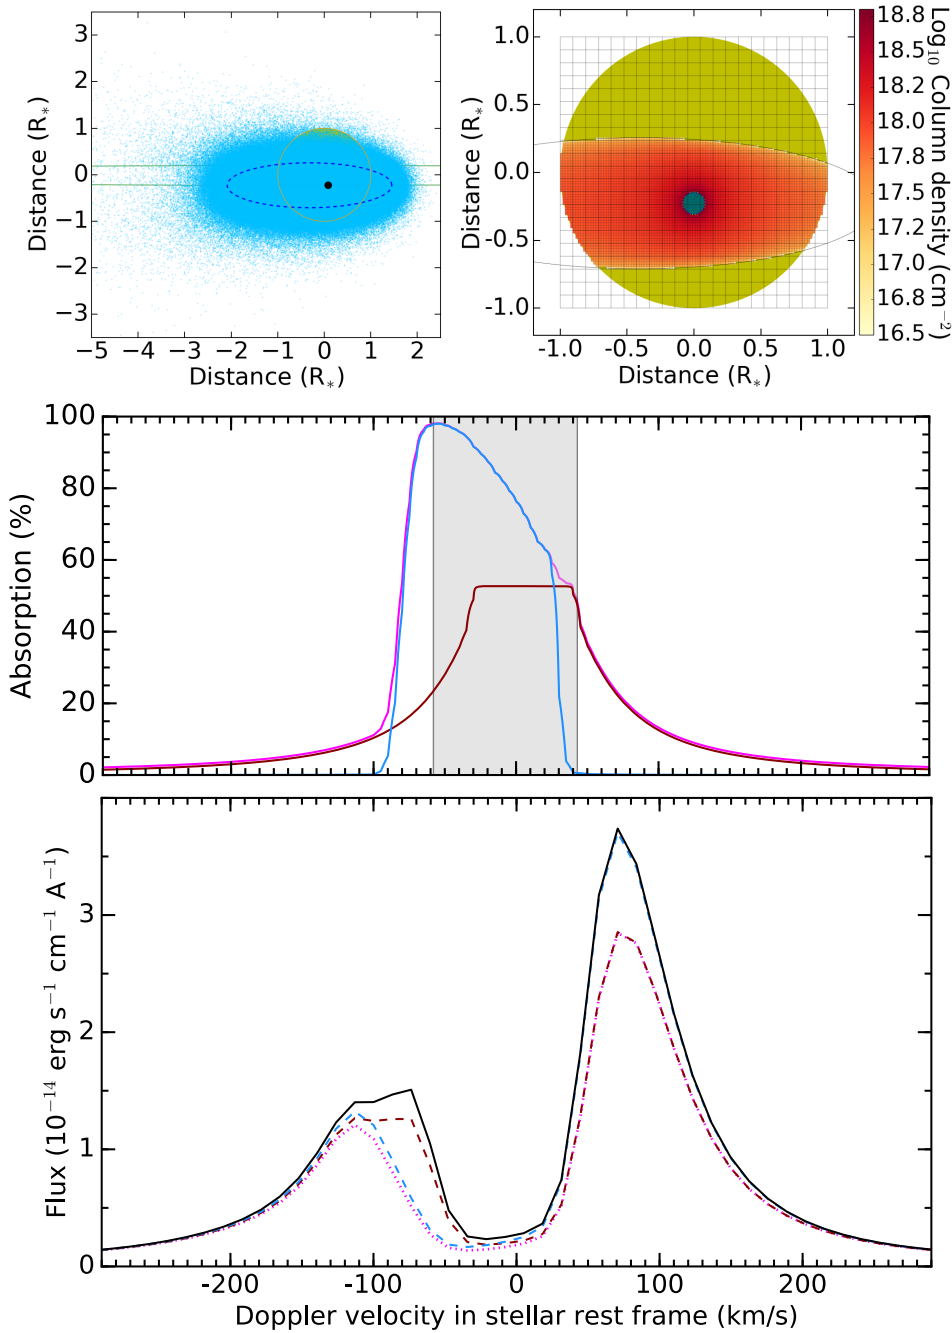 3
2
1
0
−1
−2
−3
Distance (R*)
−5 −4 −3 −2 −1 0 1 2
Distance (R*)
1.0
0.5
0.0
-0.5
-1.0
Distance (R*)
-1.0 -0.5 0.0 0.5 1.0
Distance (R*)
18.8
18.5
18.3
18.0
17.8
17.5
17.3
17.0
16.8
16.5
Log10 Column density (cm−2)
100
80
60
40
20
0
Absorption (%)
3
2
1
0
Flux (10−14 erg s−1 cm−1 A−1)
-200 -100 0 100 200
Doppler velocity in stellar rest frame (km/s)